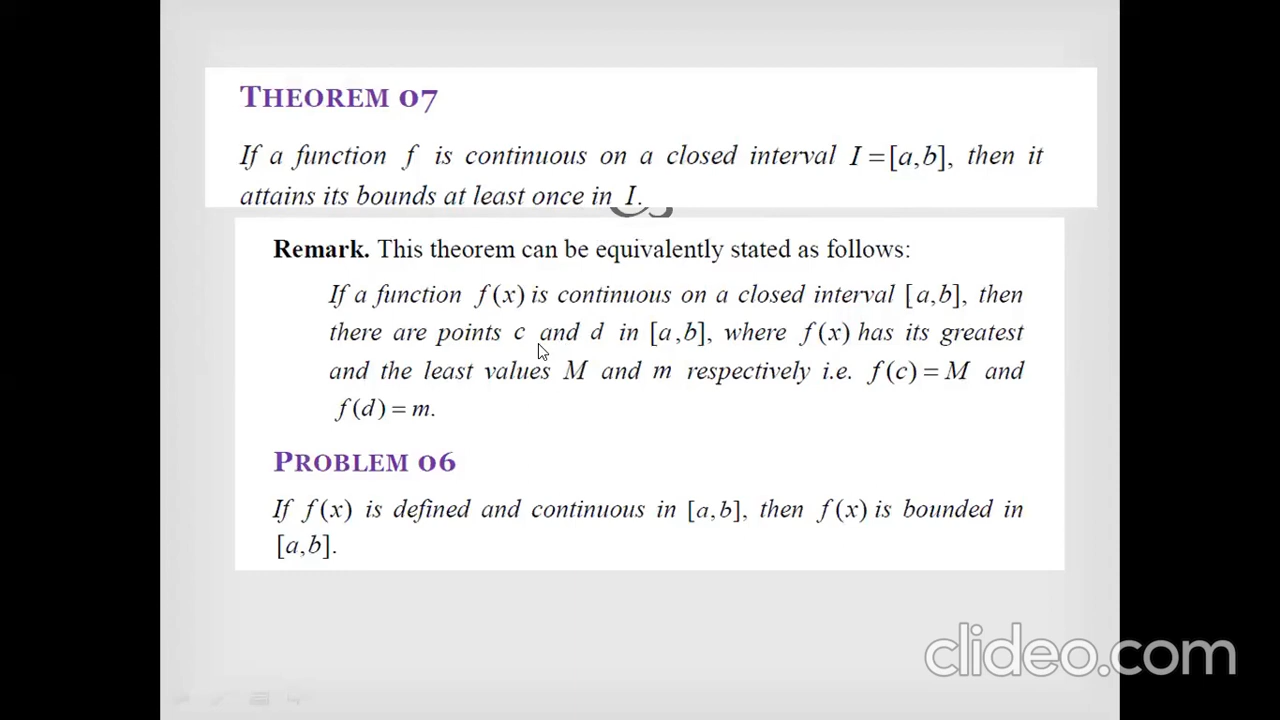 THEOREM 07
If a function f is continuous on a closed interval I = [a,b], then it
attains its bounds at least once in I.
Remark. This theorem can be equivalently stated as follows:
If a function f(x) is continuous on a closed interval [a,b], then
there are points c and d in [a,b], where f(x) has its greatest
and the least values M and m respectively i.e. f(c) = M and
f(d) = m.
PROBLEM 06
If f(x) is defined and continuous in [a,b], then f(x) is bounded in
[a,b].
clideo.com